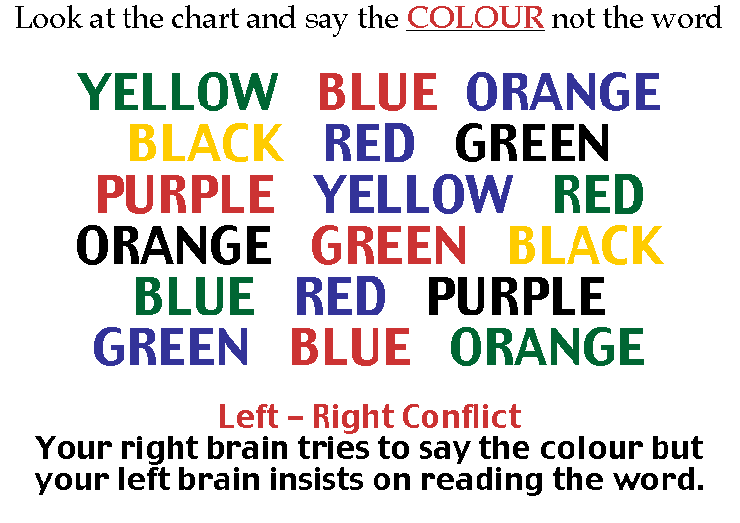 Look at the chart and say the COLOUR not the word
YELLOW BLUE ORANGE
BLACK RED GREEN
PURPLE YELLOW RED
ORANGE GREEN BLACK
BLUE RED PURPLE
GREEN BLUE ORANGE
Left – Right Conflict
Your right brain tries to say the colour but
your left brain insists on reading the word.